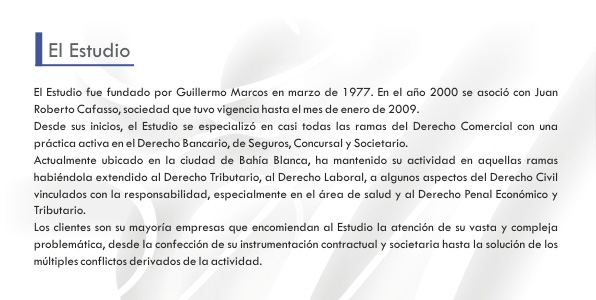 El Estudio
El Estudio fue fundado por Guillermo Marcos en marzo de 1977. En el año 2000 se asoció con Juan
Roberto Cafasso, sociedad que tuvo vigencia hasta el mes de enero de 2009.
Desde sus inicios, el Estudio se especializó en casi todas las ramas del Derecho Comercial con una
práctica activa en el Derecho Bancario, de Seguros, Concursal y Societario.
Actualmente ubicado en la ciudad de Bahía Blanca, ha mantenido su actividad en aquellas ramas
habiéndola extendido al Derecho Tributario, al Derecho Laboral, a algunos aspectos del Derecho Civil
vinculados con la responsabilidad, especialmente en el área de salud y al Derecho Penal Económico y
Tributario.
Los clientes son su mayoría empresas que encomiendan al Estudio la atención de su vasta y compleja
problemática, desde la confección de su instrumentación contractual y societaria hasta la solución de los
múltiples conflictos derivados de la actividad.